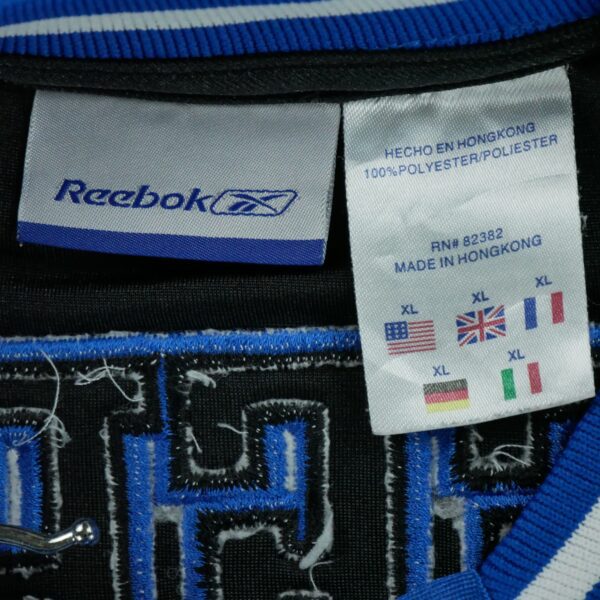 Reebok
HECHO EN HONGKONG
100%POLYESTER/POLIESTER
RN# 82382
MADE IN HONGKONG
XL XL XL
XL XL